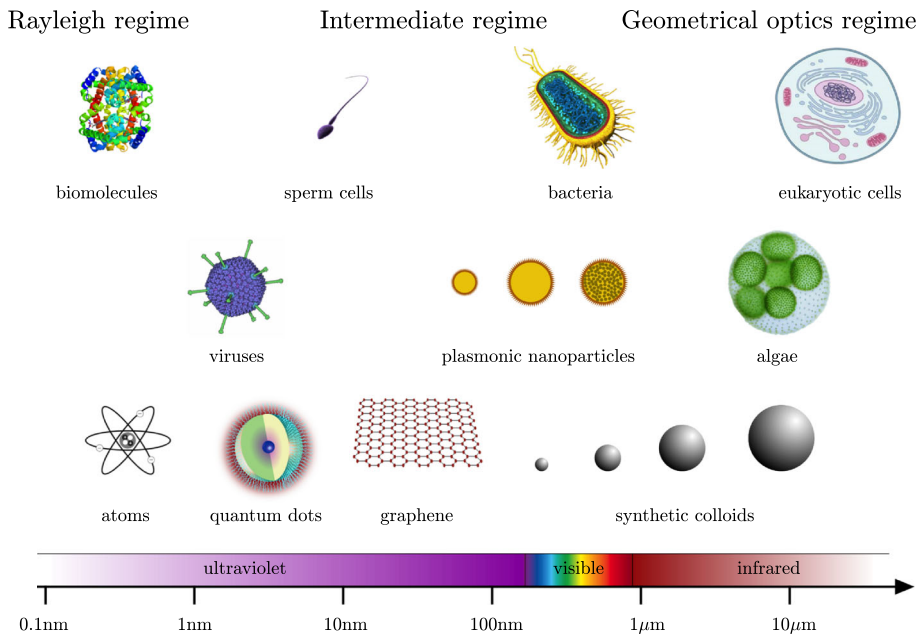 Rayleigh regime
Intermediate regime
Geometrical optics regime
biomolecules
sperm cells
bacteria
eukaryotic cells
viruses
plasmonic nanoparticles
algae
atoms
quantum dots
graphene
synthetic colloids
ultraviolet
visible
infrared
0.1nm
1nm
10nm
100nm
1μm
10μm